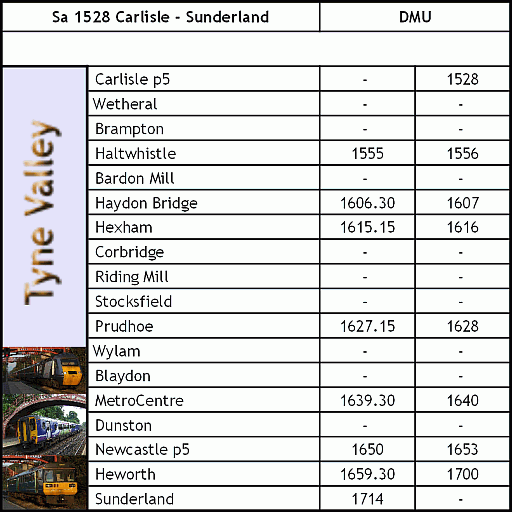 Sa 1528 Carlisle - Sunderland DMU
Tyne Valley
Carlisle p5 - 1528
Wetheral - -
Brampton - -
Haltwhistle 1555 1556
Bardon Mill - -
Haydon Bridge 1606.30 1607
Hexham 1615.15 1616
Corbridge - -
Riding Mill - -
Stocksfield - -
Prudhoe 1627.15 1628
Wylam - -
Blaydon - -
MetroCentre 1639.30 1640
Dunston - -
Newcastle p5 1650 1653
Heworth 1659.30 1700
Sunderland 1714 -